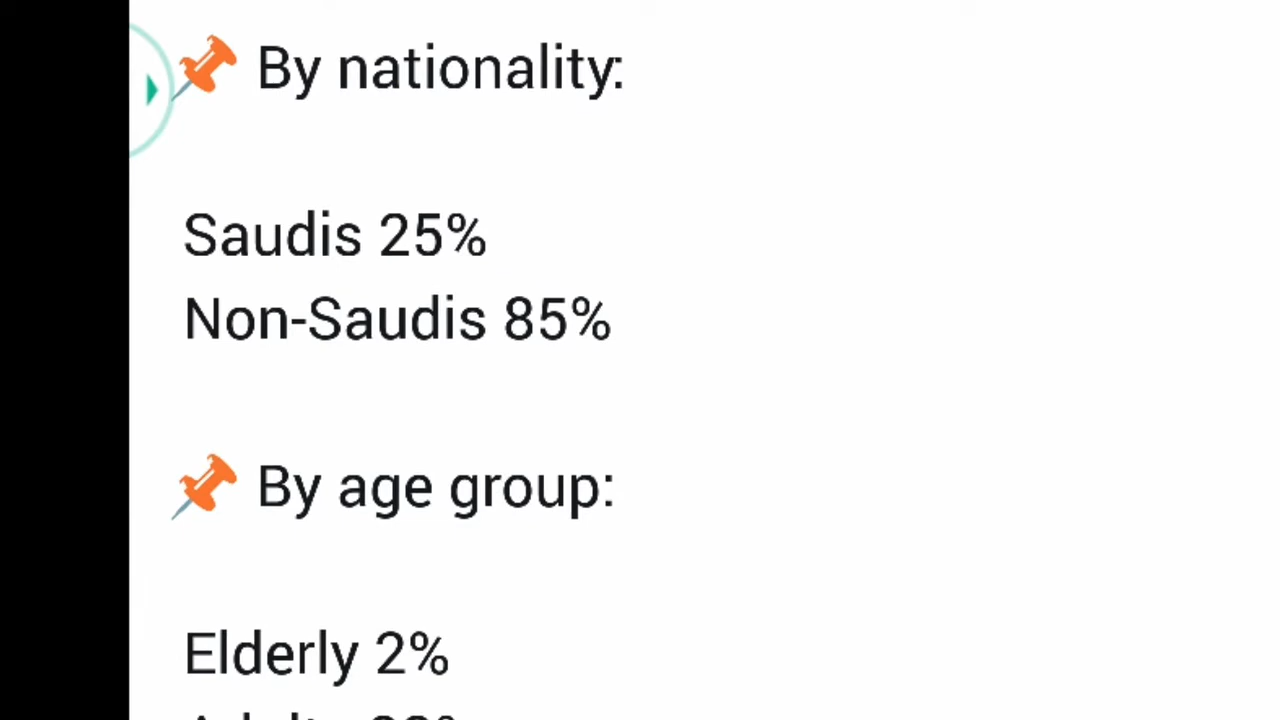 📌 By nationality:
Saudis 25%
Non-Saudis 85%
📌 By age group:
Elderly 2%